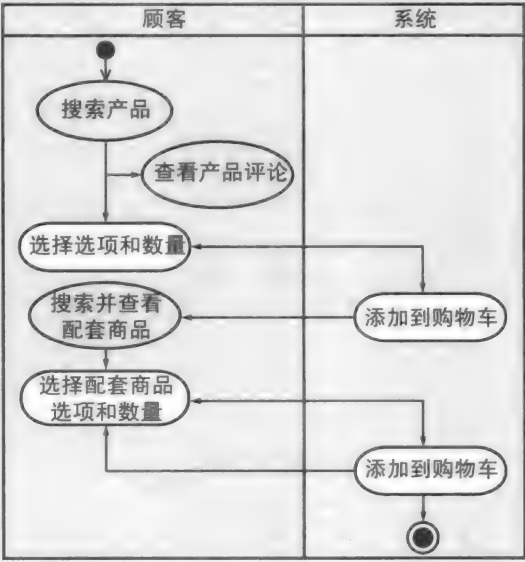 顾客
系统
搜索产品
查看产品评论
选择选项和数量
搜索并查看
配套商品
添加到购物车
选择配套商品
选项和数量
添加到购物车